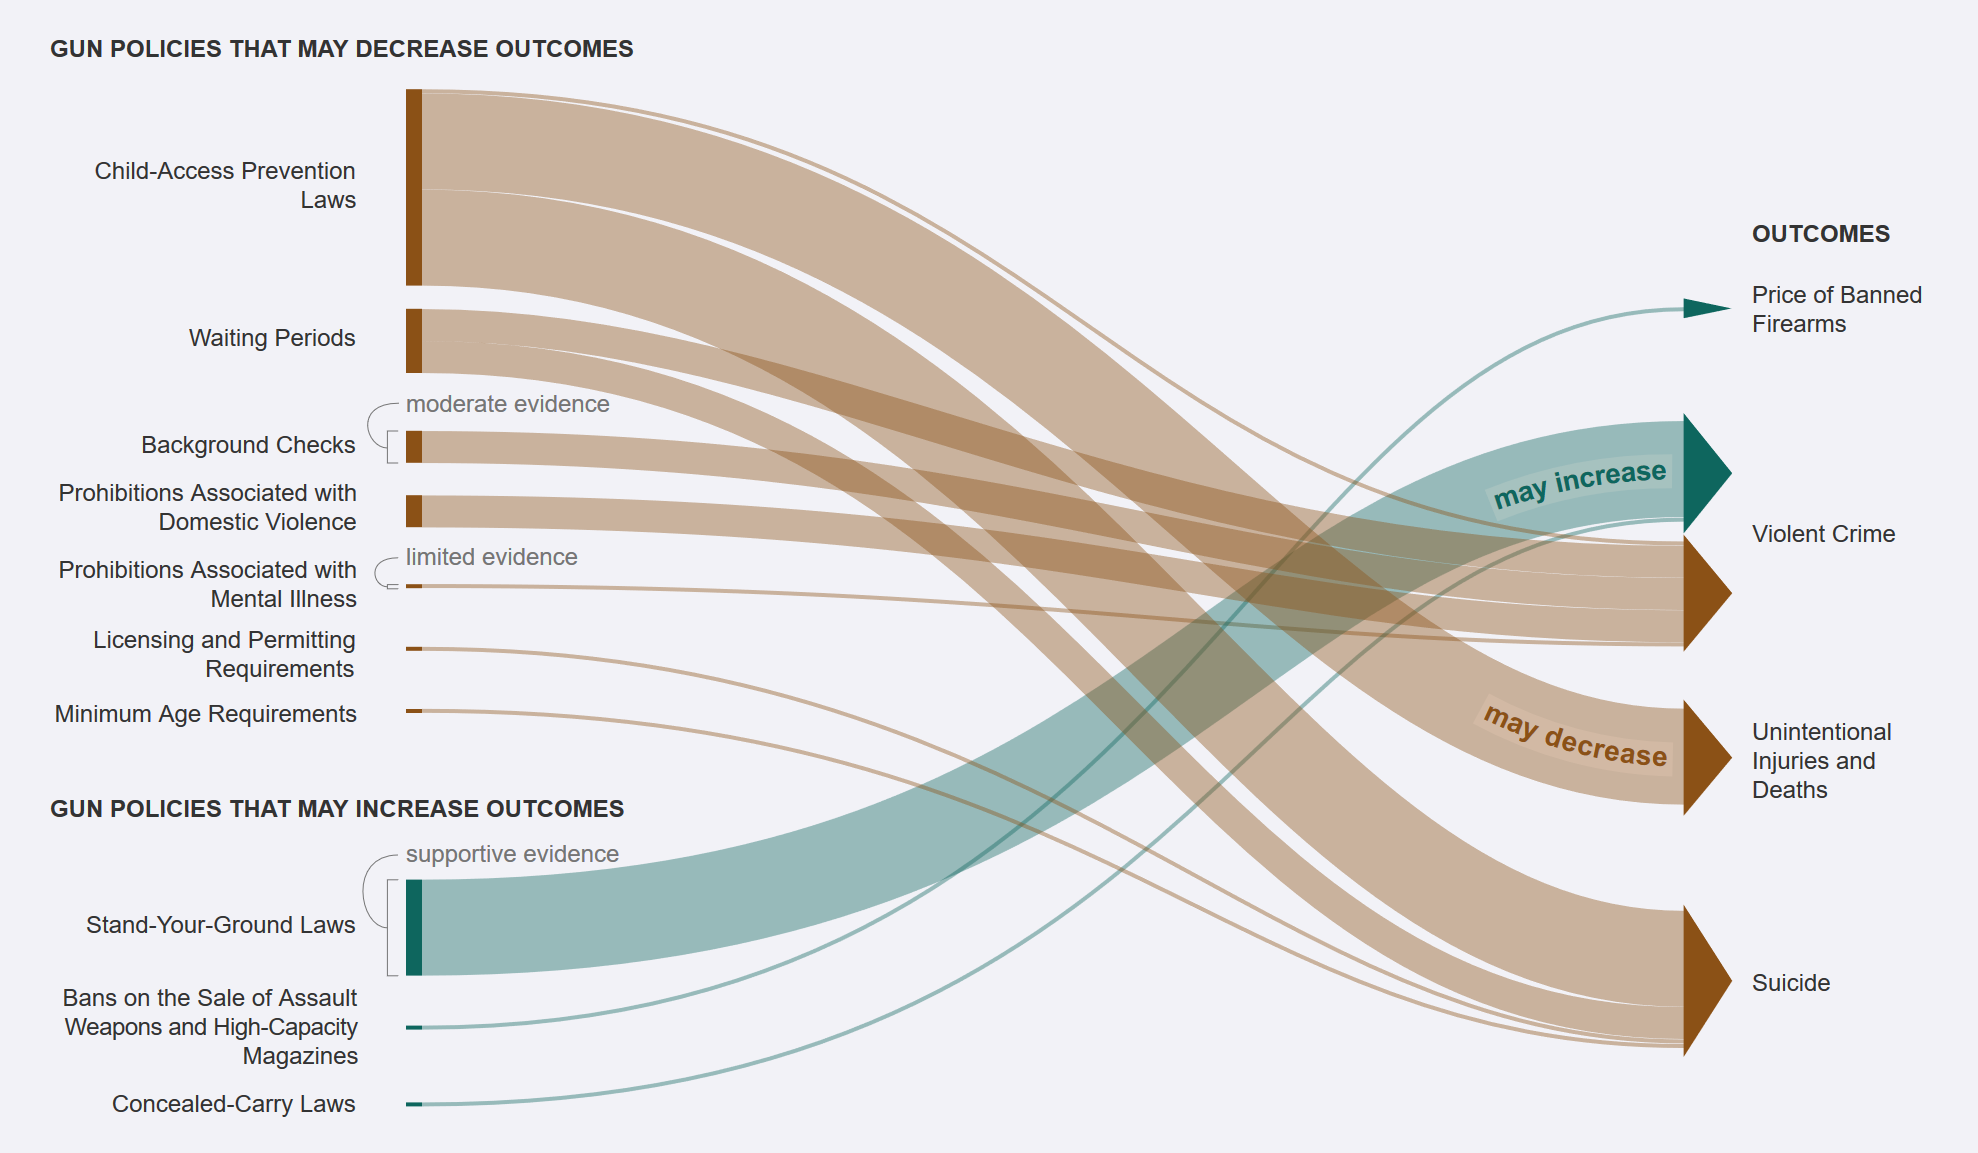 GUN POLICIES THAT MAY DECREASE OUTCOMES
Child-Access Prevention
Laws
Waiting Periods
moderate evidence
Background Checks
Prohibitions Associated with
Domestic Violence
limited evidence
Prohibitions Associated with
Mental Illness
Licensing and Permitting
Requirements
Minimum Age Requirements
GUN POLICIES THAT MAY INCREASE OUTCOMES
supportive evidence
Stand-Your-Ground Laws
Bans on the Sale of Assault
Weapons and High-Capacity
Magazines
Concealed-Carry Laws
may increase
may decrease
OUTCOMES
Price of Banned
Firearms
Violent Crime
Unintentional
Injuries and
Deaths
Suicide